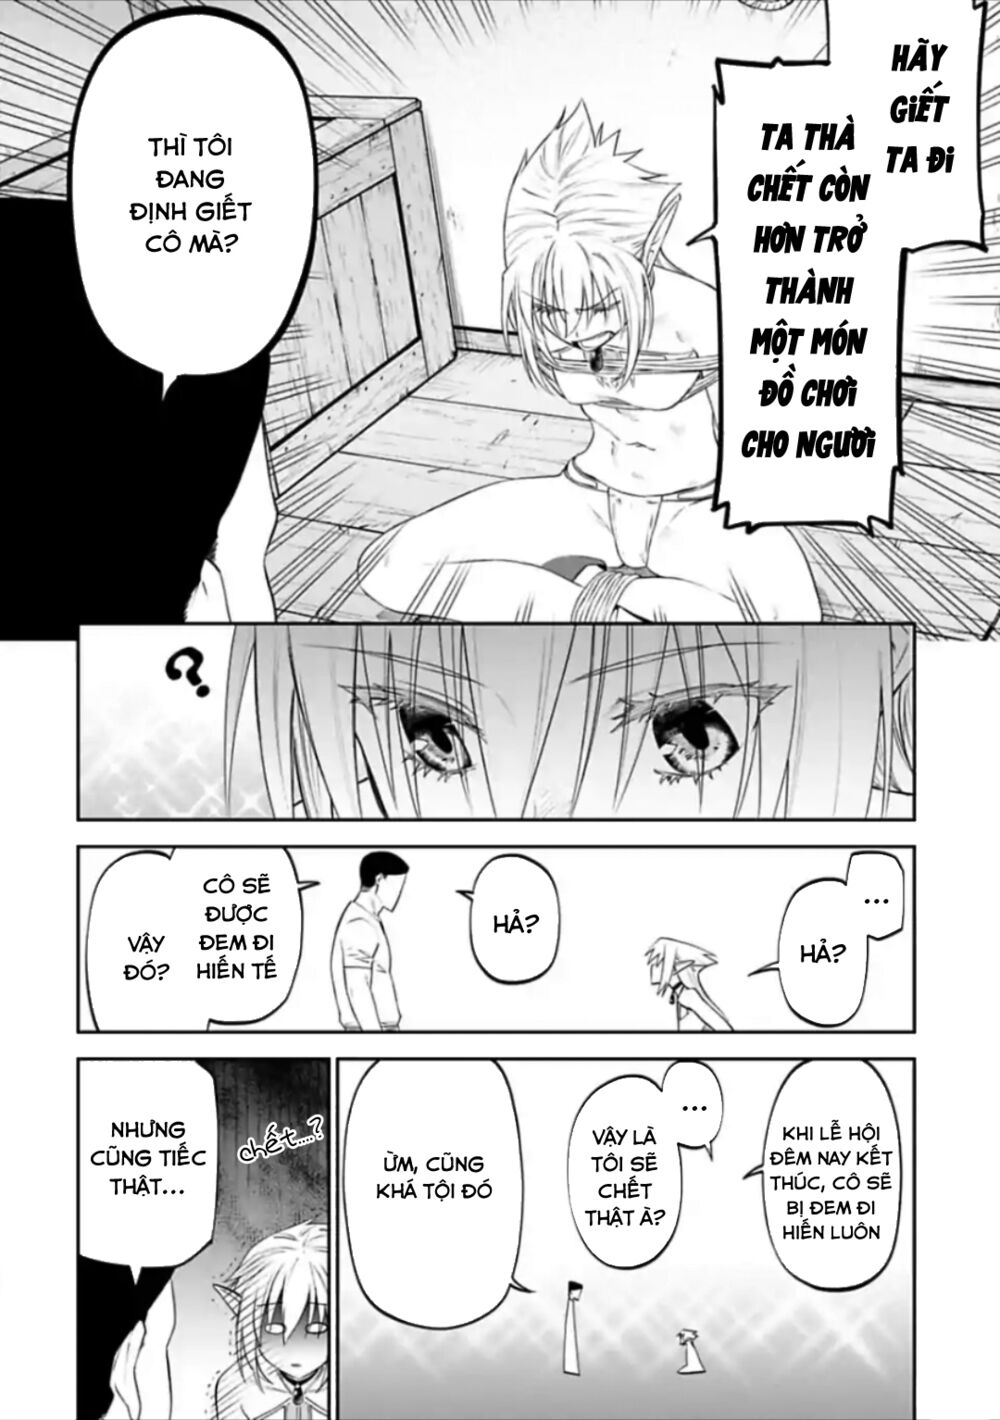 HÃY
GIẾT
TA ĐI
TA THÀ
CHẾT CÒN
HƠN TRỞ
THÀNH
MỘT MÓN
ĐỒ CHƠI
CHO NGƯƠI
THÌ TÔI
ĐANG
ĐỊNH GIẾT
CÔ MÀ?
?
...
HẢ?
HẢ?
CÔ SẼ
ĐƯỢC
ĐEM ĐI
HIẾN TẾ
VẬY
ĐÓ?
KHI LỄ HỘI
ĐÊM NAY KẾT
THÚC, CÔ SẼ
BỊ ĐEM ĐI
HIẾN LUÔN
...
VẬY LÀ
TÔI SẼ
CHẾT
THẬT À?
ỪM, CŨNG
KHÁ TỘI ĐÓ
NHƯNG
CŨNG TIẾC
THẬT...
chết.....?